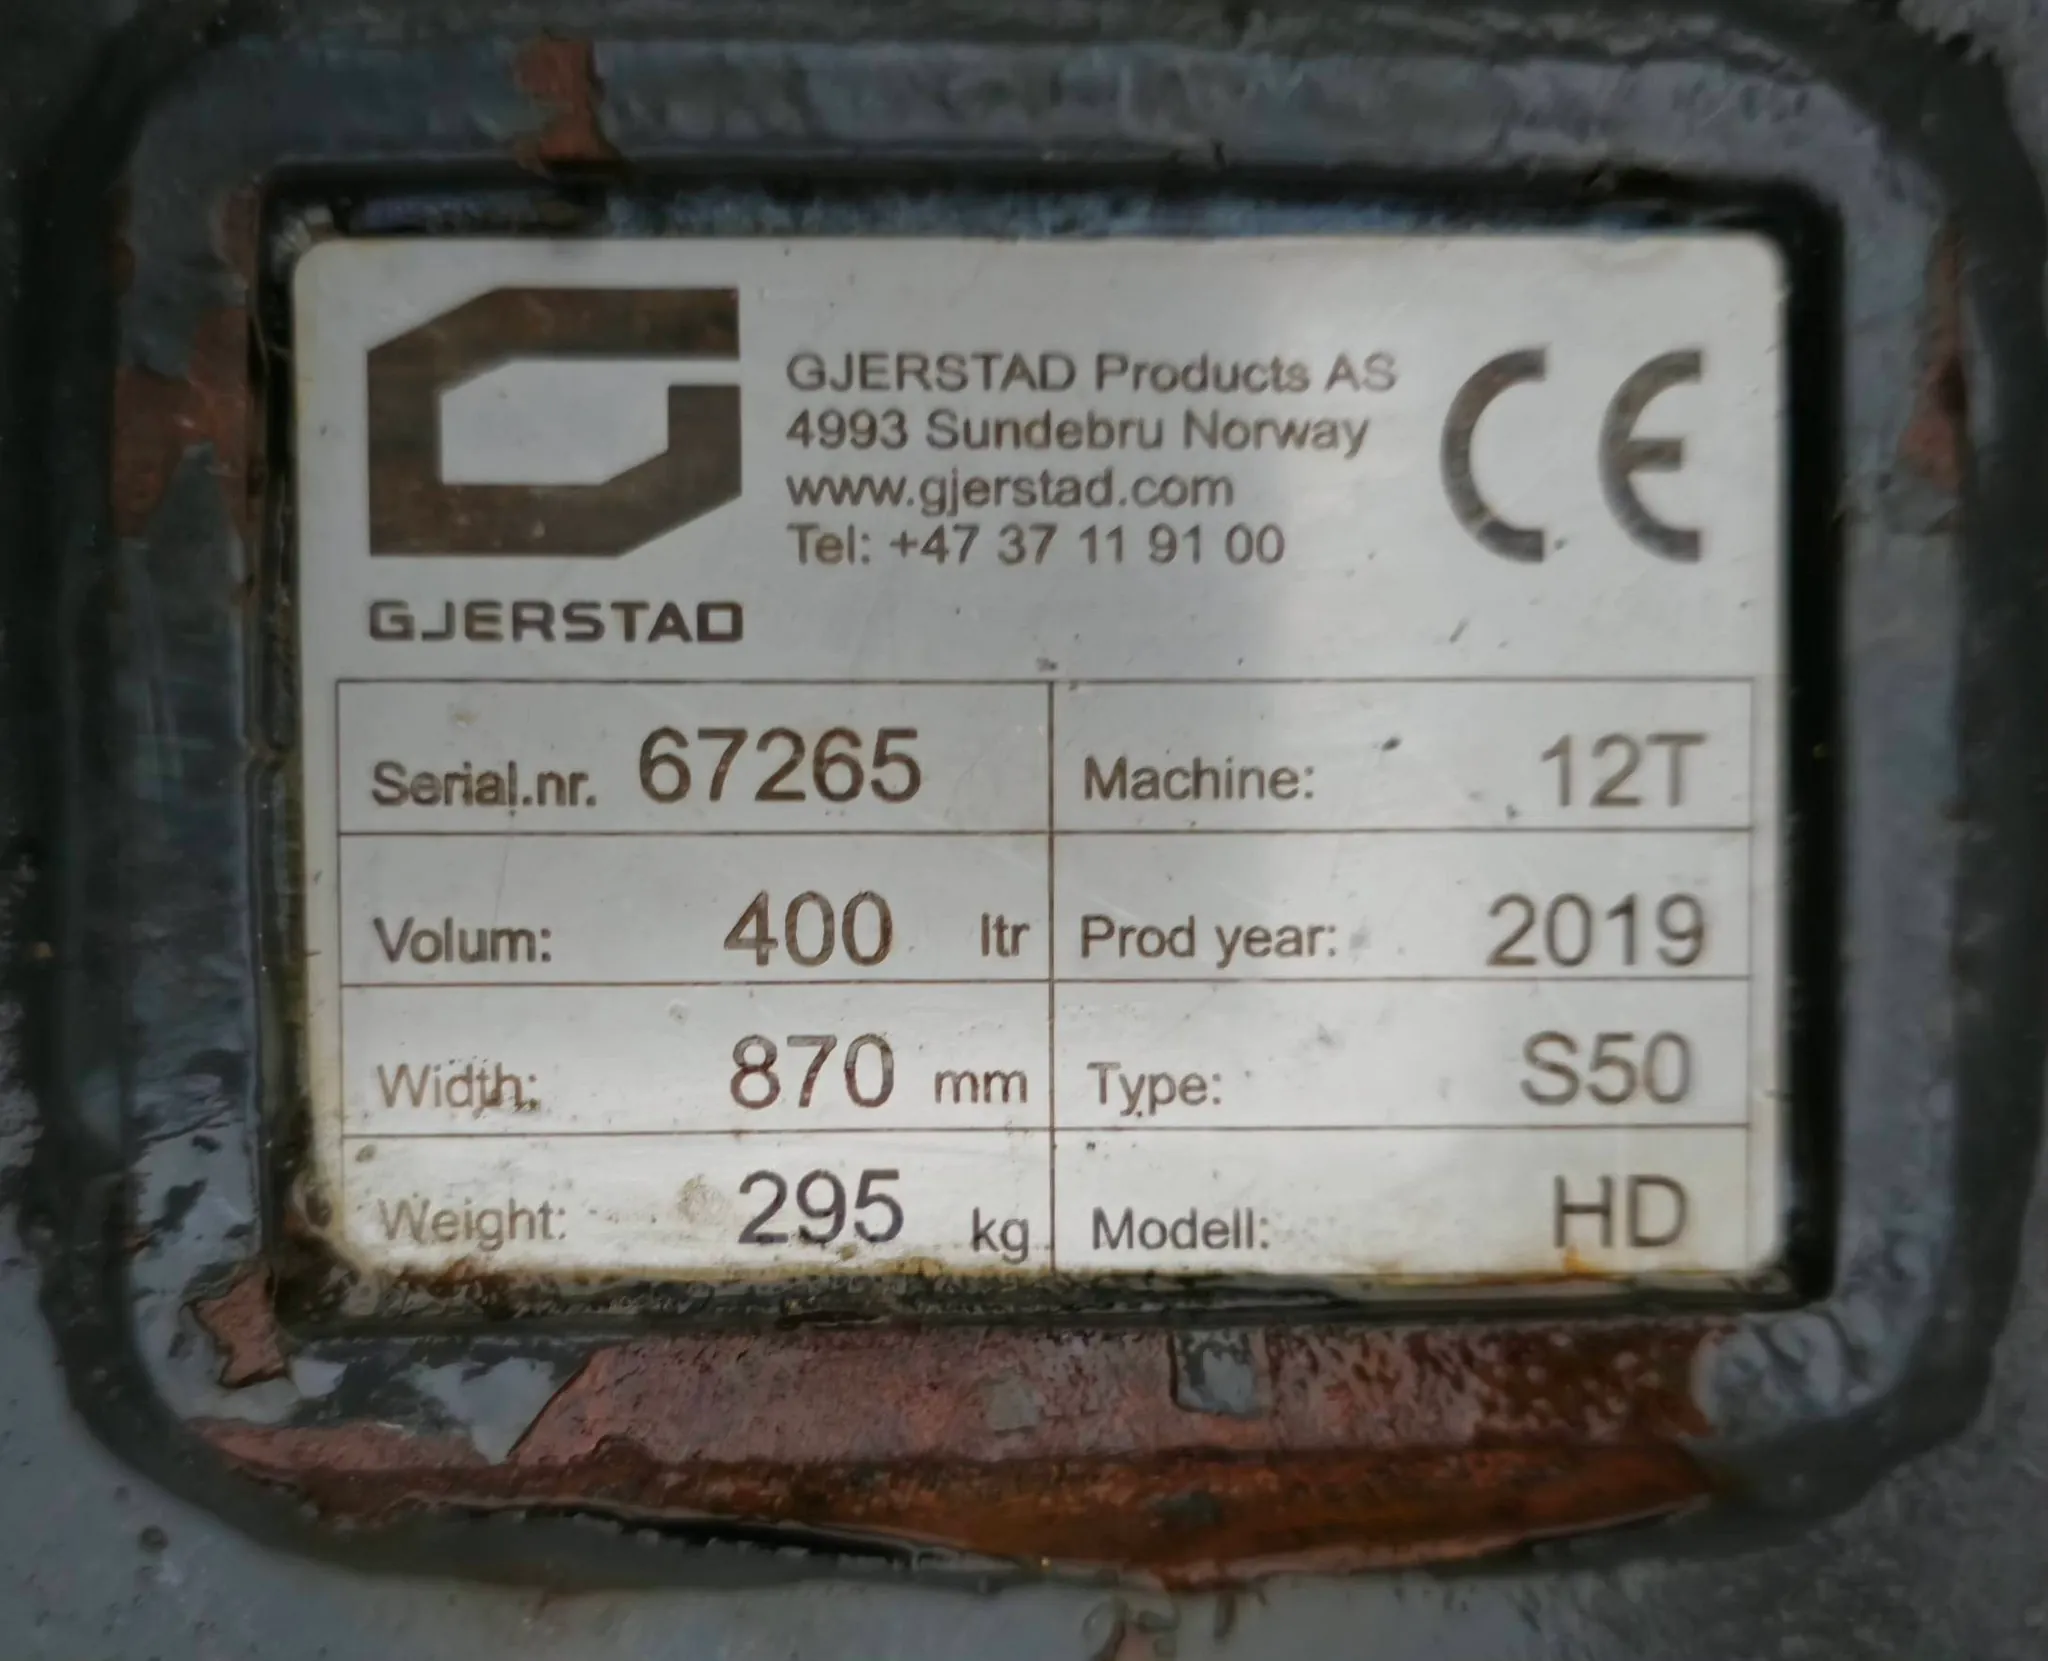 GJERSTAD Products AS
4993 Sundebru Norway
www.gjerstad.com
Tel: +47 37 11 91 00
CE
GJERSTAD
Serial.nr. 67265 Machine: 12T
Volum: 400 ltr Prod year: 2019
Width: 870 mm Type: S50
Weight: 295 kg Modell: HD